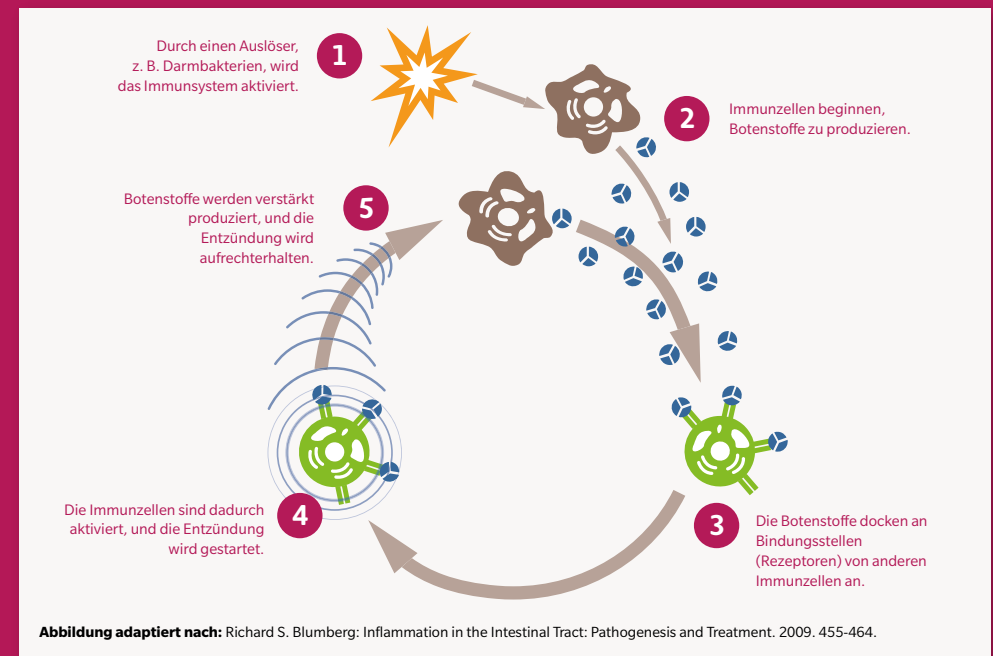 1
Durch einen Auslöser,
z. B. Darmbakterien, wird
das Immunsystem aktiviert.
2
Immunzellen beginnen,
Botenstoffe zu produzieren.
3
Die Botenstoffe docken an
Bindungsstellen
(Rezeptoren) von anderen
Immunzellen an.
4
Die Immunzellen sind dadurch
aktiviert, und die Entzündung
wird gestartet.
5
Botenstoffe werden verstärkt
produziert, und die
Entzündung wird
aufrechterhalten.
Abbildung adaptiert nach: Richard S. Blumberg: Inflammation in the Intestinal Tract: Pathogenesis and Treatment. 2009. 455-464.